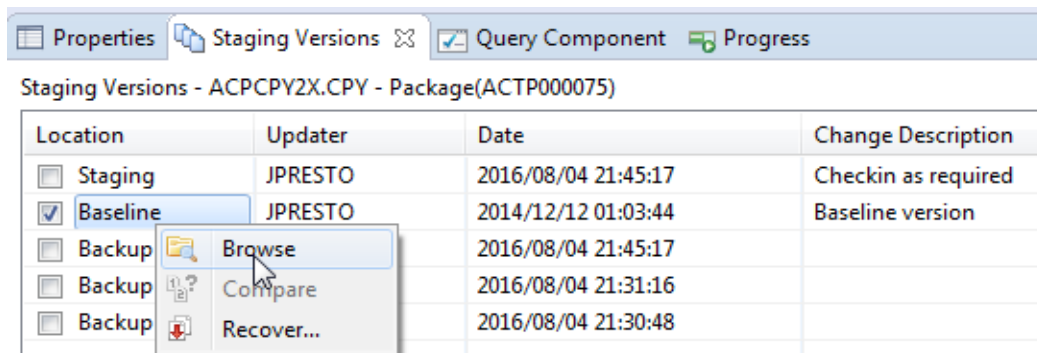 Properties Staging Versions Query Component Progress
Staging Versions - ACPCPY2X.CPY - Package(ACTP000075)
Location Updater Date Change Description
Staging JPRESTO 2016/08/04 21:45:17 Checkin as required
Baseline JPRESTO 2014/12/12 01:03:44 Baseline version
Backup Browse 2016/08/04 21:45:17
Backup Compare 2016/08/04 21:31:16
Backup Recover... 2016/08/04 21:30:48